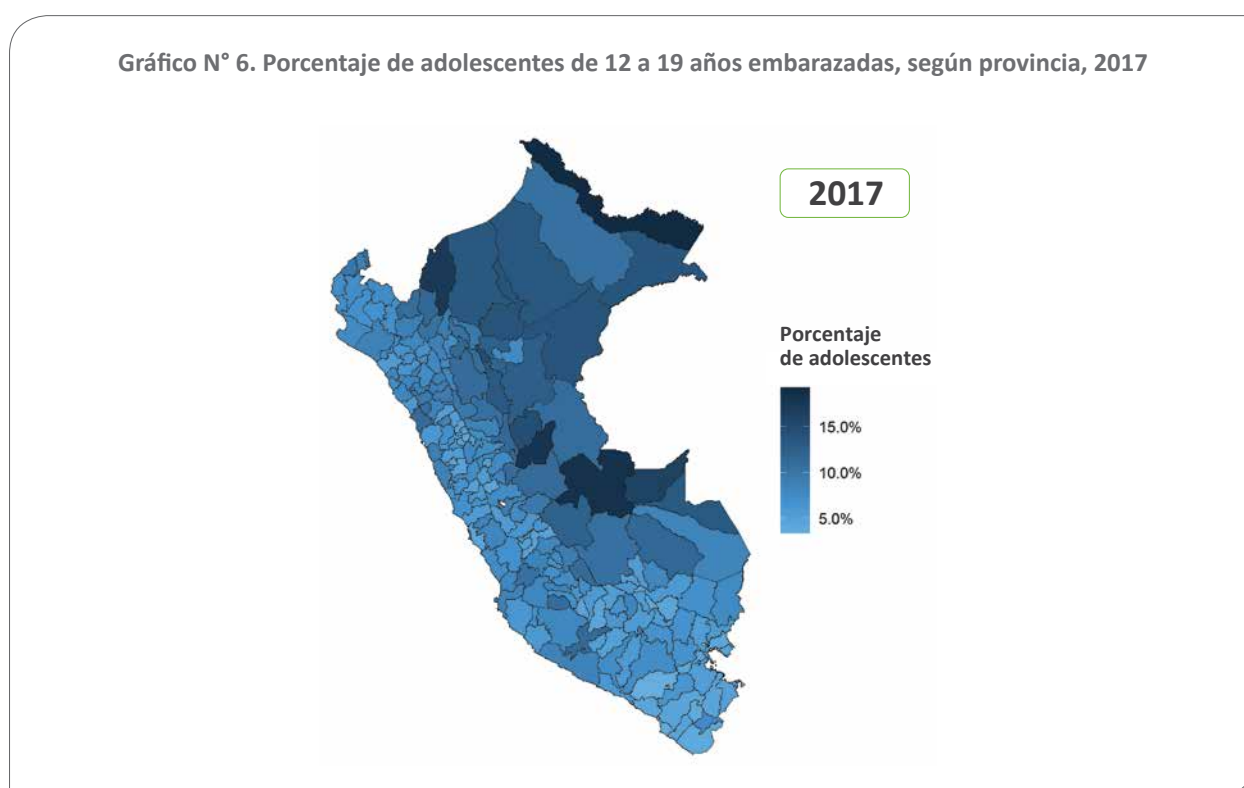 Gráfico N° 6. Porcentaje de adolescentes de 12 a 19 años embarazadas, según provincia, 2017
2017
Porcentaje
de adolescentes
15.0%
10.0%
5.0%